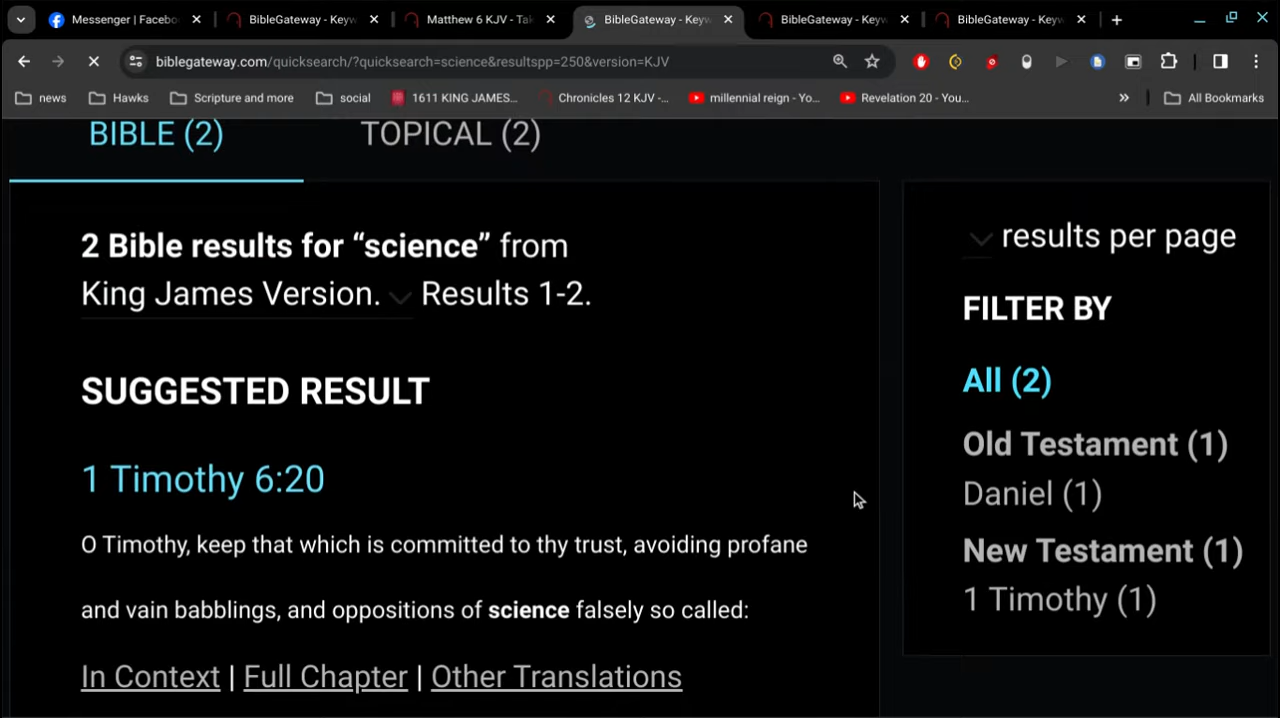 Messenger | Facebo
BibleGateway - Keyw
Matthew 6 KJV - Tak
BibleGateway - Keyw
BibleGateway - Keyw
BibleGateway - Keyw
biblegateway.com/quicksearch/?quicksearch=science&resultspp=250&version=KJV
news
Hawks
Scripture and more
social
1611 KING JAMES...
Chronicles 12 KJV -...
millennial reign - Yo...
Revelation 20 - You...
»
All Bookmarks
BIBLE (2)
TOPICAL (2)
2 Bible results for “science” from
King James Version. Results 1-2.
SUGGESTED RESULT
1 Timothy 6:20
O Timothy, keep that which is committed to thy trust, avoiding profane
and vain babblings, and oppositions of science falsely so called:
In Context | Full Chapter | Other Translations
results per page
FILTER BY
All (2)
Old Testament (1)
Daniel (1)
New Testament (1)
1 Timothy (1)